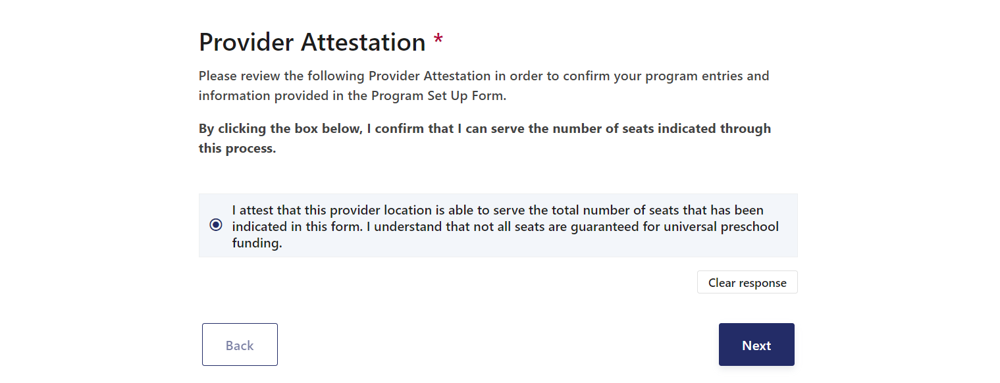 Provider Attestation *
Please review the following Provider Attestation in order to confirm your program entries and
information provided in the Program Set Up Form.
By clicking the box below, I confirm that I can serve the number of seats indicated through
this process.
I attest that this provider location is able to serve the total number of seats that has been
indicated in this form. I understand that not all seats are guaranteed for universal preschool
funding.
Clear response
Back
Next